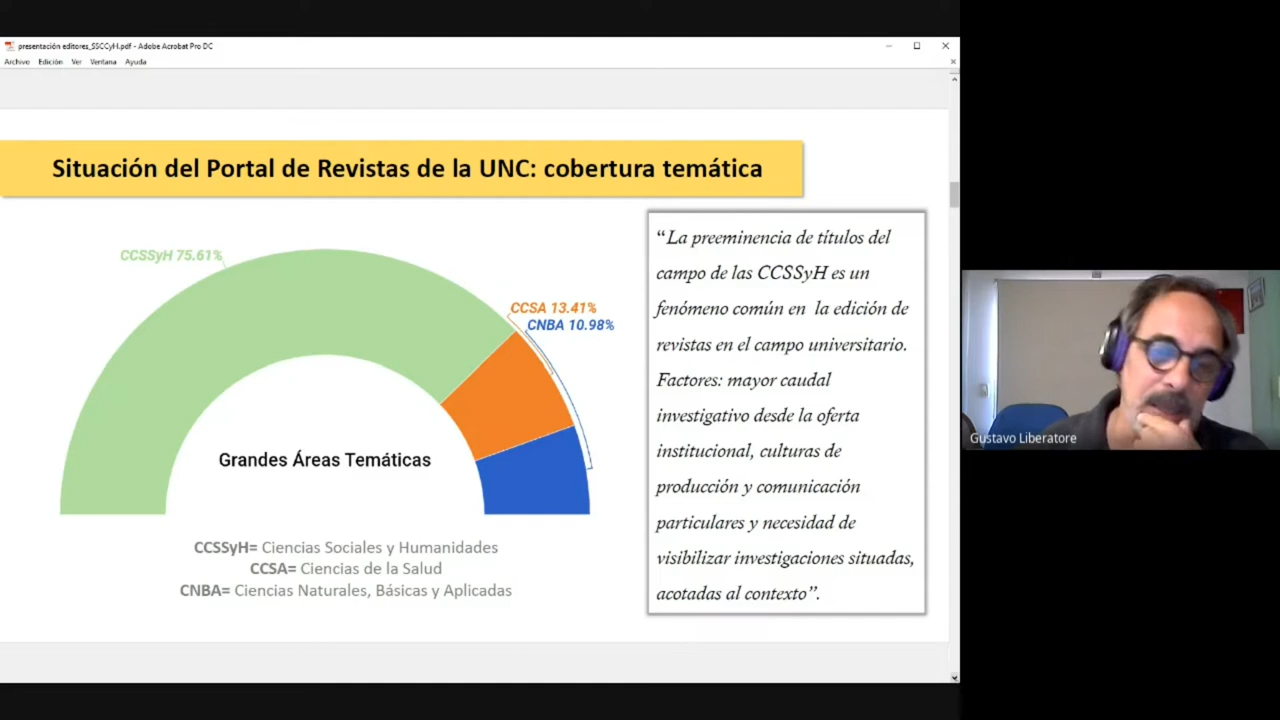 presentación editores_SSCCyH.pdf - Adobe Acrobat Pro DC
Archivo Edición Ver Ventana Ayuda
Situación del Portal de Revistas de la UNC: cobertura temática
CCSSyH 75.61%
CCSA 13.41%
CNBA 10.98%
Grandes Áreas Temáticas
CCSSyH= Ciencias Sociales y Humanidades
CCSA= Ciencias de la Salud
CNBA= Ciencias Naturales, Básicas y Aplicadas
“La preeminencia de títulos del
campo de las CCSSyH es un
fenómeno común en la edición de
revistas en el campo universitario.
Factores: mayor caudal
investigativo desde la oferta
institucional, culturas de
producción y comunicación
particulares y necesidad de
visibilizar investigaciones situadas,
acotadas al contexto”.
Gustavo Liberatore